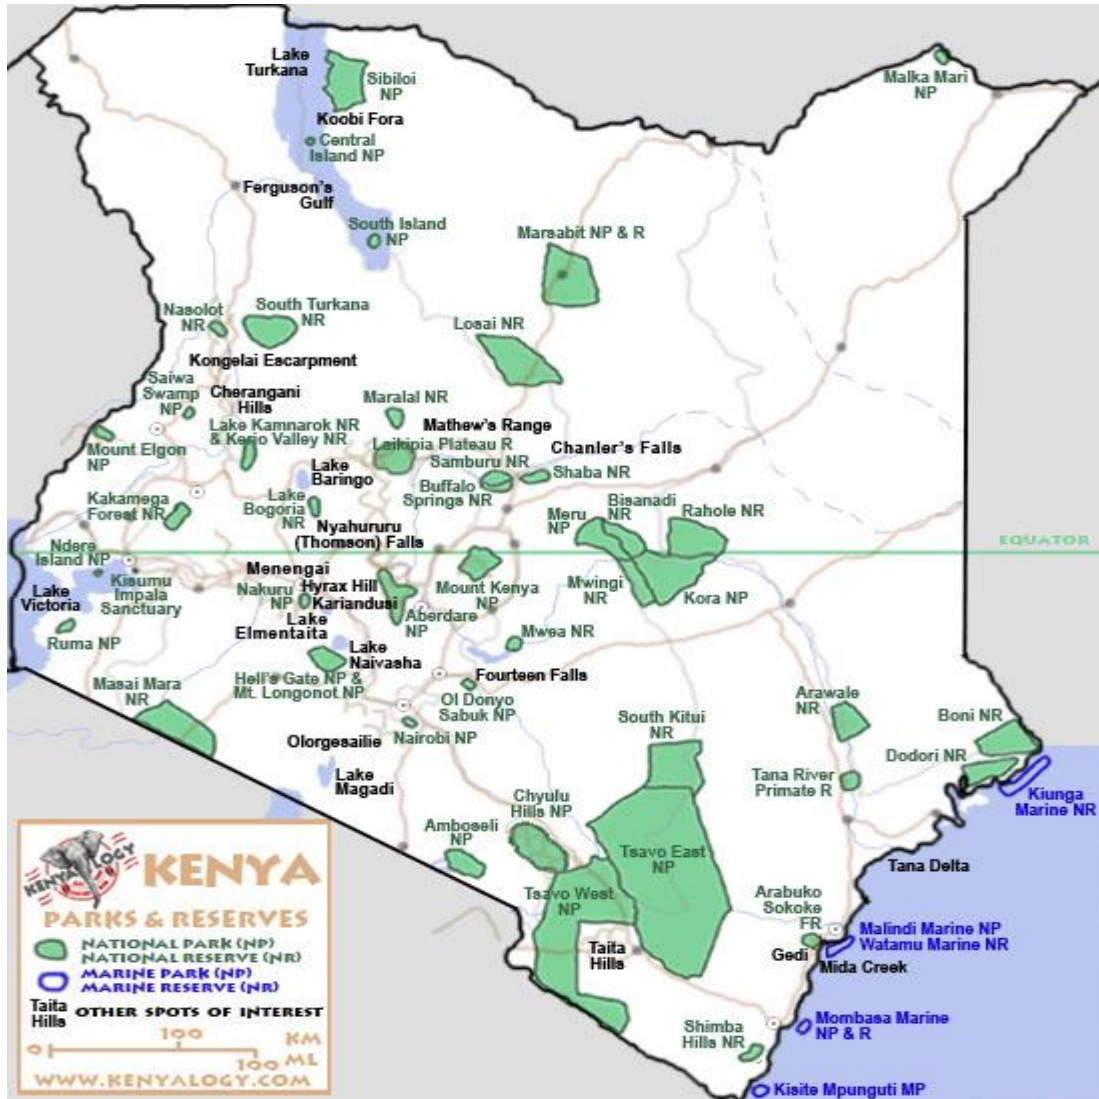 Lake
Turkana
Sibiloi
NP
Koobi Fora
Central
Island NP
Malka Mari
NP
Ferguson's
Gulf
South Island
NP
Marsabit NP & R
Nasolot
NR
South Turkana
NR
Losai NR
Kongelai Escarpment
Saiwa
Swamp
NP
Cherangani
Hills
Maralal NR
Lake Kamnarok NR
& Kerio Valley NR
Mathew's Range
Laikipia Plateau R
Chanler's Falls
Mount Elgon
NP
Samburu NR
Shaba NR
Lake
Baringo
Buffalo
Springs NR
Kakamega
Forest NR
Lake
Bogoria
NR
Meru
NP
Bisanadi
NR
Rahole NR
Nyahururu
(Thomson) Falls
EQUATOR
Ndere
Island NP
Kisumu
Impala
Sanctuary
Menengai
Hyrax Hill
Nakuru
NP
Kariandusi
Mount Kenya
NP
Mwingi
NR
Kora NP
Lake
Victoria
Aberdare
NP
Lake
Elmentaita
Ruma NP
Mwea NR
Lake
Naivasha
Masai Mara
NR
Hell's Gate NP &
Mt. Longonot NP
Fourteen Falls
Ol Donyo
Sabuk NP
Arawale
NR
South Kitui
NR
Boni NR
Olorgesailie
Nairobi NP
Dodori NR
Lake
Magadi
Tana River
Primate R
Kiunga
Marine NR
Chyulu
Hills NP
Amboseli
NP
Tsavo East
NP
Tana Delta
Tsavo West
NP
Arabuko
Sokoke
FR
Malindi Marine NP
Watamu Marine NR
Taita
Hills
Gedi
Mida Creek
Mombasa Marine
NP & R
Shimba
Hills NR
Kisite Mpunguti MP
KENYALOGY
KENYA
PARKS & RESERVES
NATIONAL PARK (NP)
NATIONAL RESERVE (NR)
MARINE PARK (NP)
MARINE RESERVE (NR)
Taita
Hills
OTHER SPOTS OF INTEREST
100
KM
0
100
ML
WWW.KENYALOGY.COM